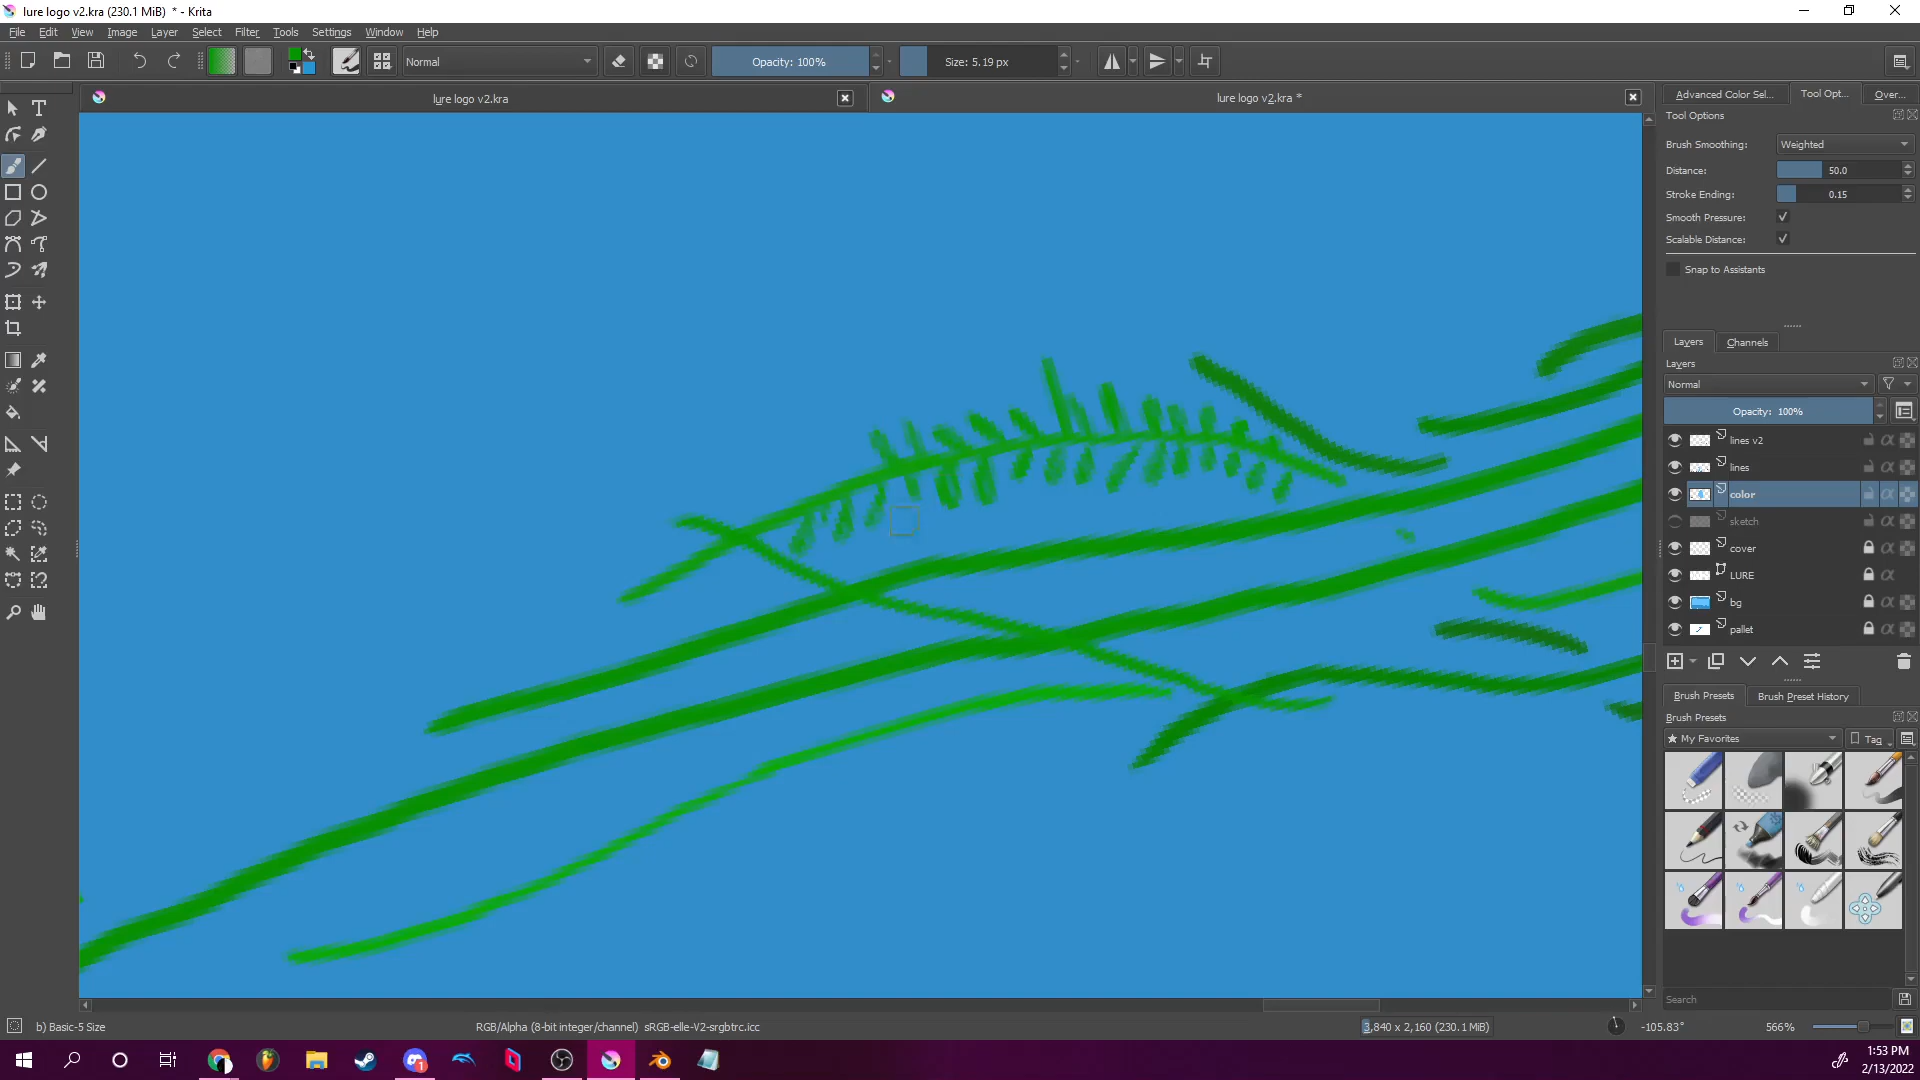 lure logo v2.kra (230.1 MiB)  * - Krita
File Edit View Image Layer Select Filter Tools Settings Window Help
Normal Opacity: 100% Size: 5.19 px
lure logo v2.kra lure logo v2.kra *
Advanced Color Sel... Tool Opt... Over...
Tool Options
Brush Smoothing: Weighted
Distance: 50.0
Stroke Ending: 0.15
Smooth Pressure:
Scalable Distance:
Snap to Assistants
Layers Channels
Layers
Normal
Opacity: 100%
lines v2
lines
color
sketch
cover
LURE
bg
pallet
Brush Presets Brush Preset History
Brush Presets
My Favorites Tag
Search
b) Basic-5 Size RGB/Alpha (8-bit integer/channel)  sRGB-elle-V2-srgbtrc.icc 3,840 x 2,160 (230.1 MiB) -105.83° 566%
1
1:53 PM
2/13/2022